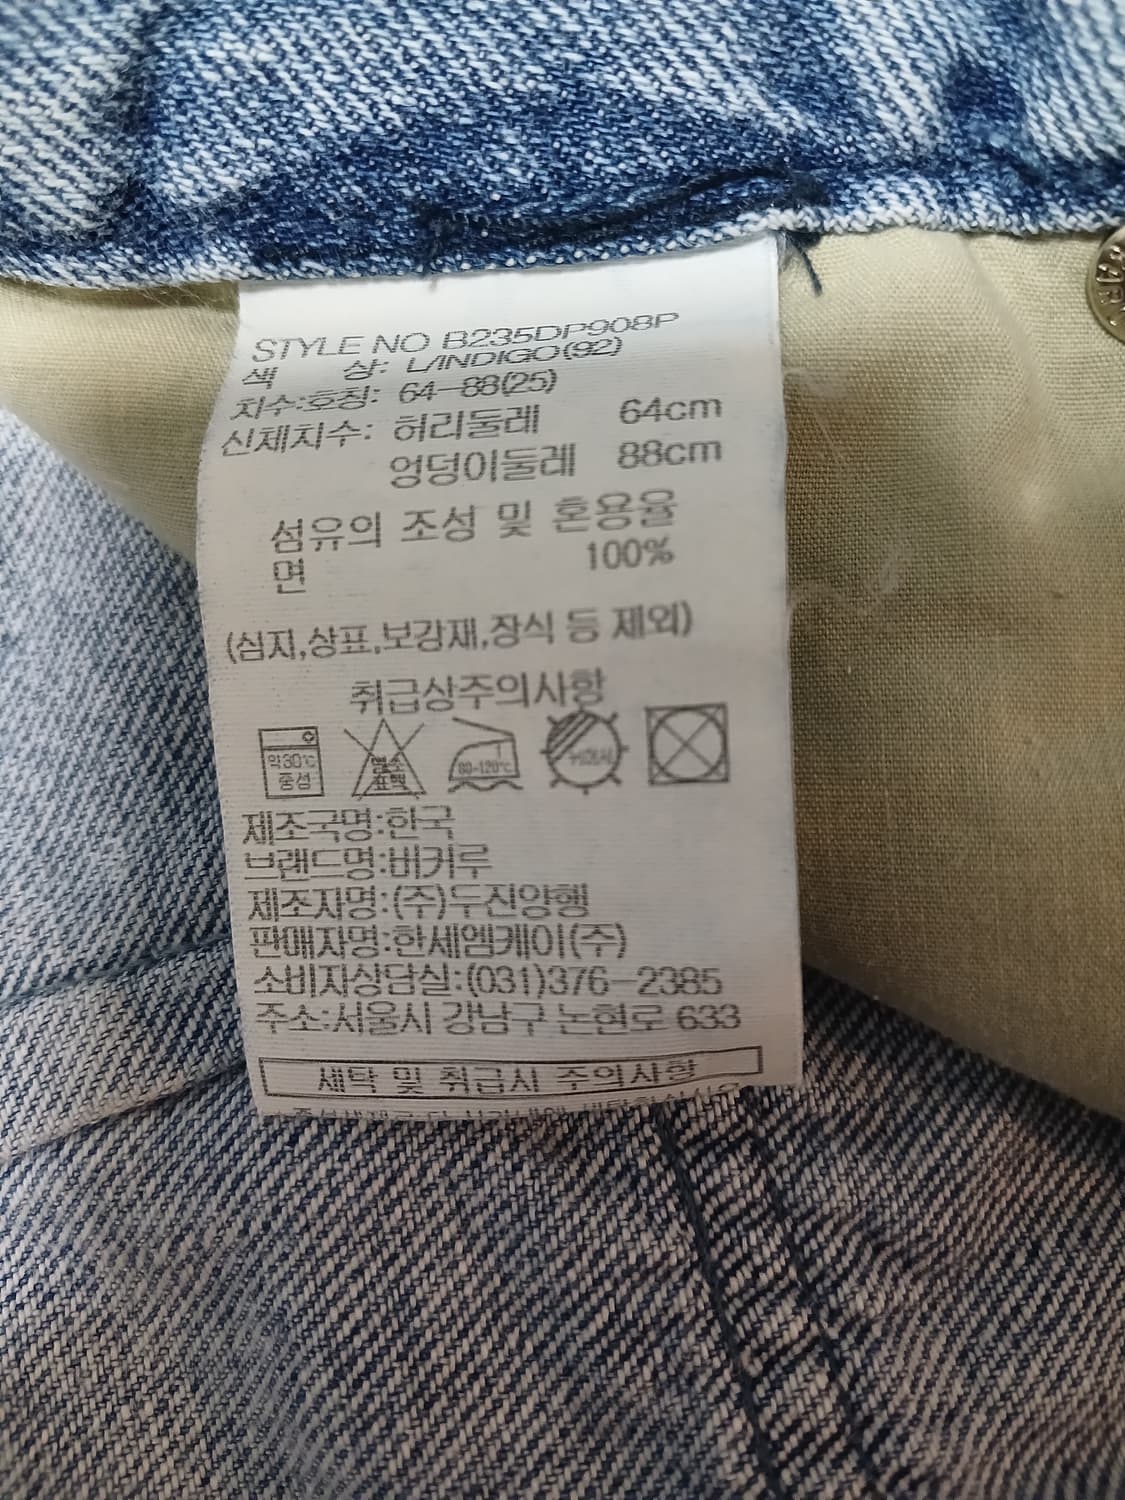 STYLE NO B235DP908P
색 상: L/INDIGO(92)
치수:호칭: 64-88(25)
신체치수: 허리둘레 64cm
엉덩이둘레 88cm
섬유의 조성 및 혼용율
면 100%
(심지,상표,보강재,장식 등 제외)
취급상주의사항
약30℃
중성
염소
표백
80-120℃
제조국명:한국
브랜드명:버커루
제조자명:(주)두진양행
판매자명:한세엠케이(주)
소비자상담실:(031)376-2385
주소:서울시 강남구 논현로 633
세탁 및 취급시 주의사항